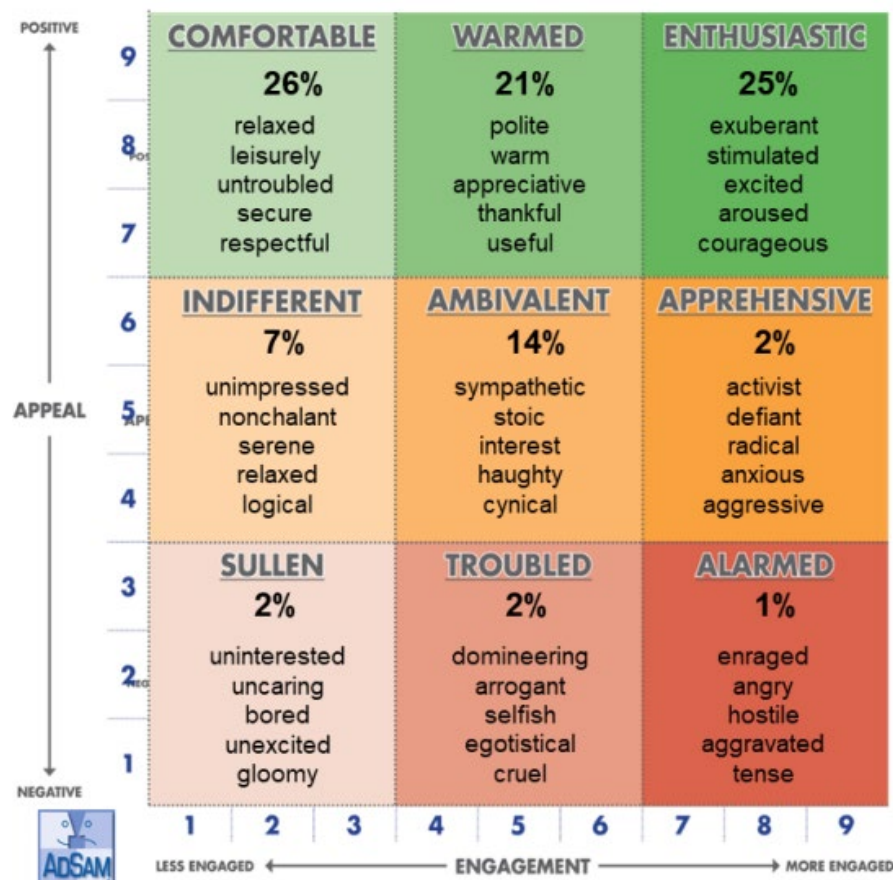 POSITIVE
APPEAL
NEGATIVE
9
8
7
6
5
4
3
2
1
COMFORTABLE
26%
relaxed
leisurely
untroubled
secure
respectful
WARMED
21%
polite
warm
appreciative
thankful
useful
ENTHUSIASTIC
25%
exuberant
stimulated
excited
aroused
courageous
INDIFFERENT
7%
unimpressed
nonchalant
serene
relaxed
logical
AMBIVALENT
14%
sympathetic
stoic
interest
haughty
cynical
APPREHENSIVE
2%
activist
defiant
radical
anxious
aggressive
SULLEN
2%
uninterested
uncaring
bored
unexcited
gloomy
TROUBLED
2%
domineering
arrogant
selfish
egotistical
cruel
ALARMED
1%
enraged
angry
hostile
aggravated
tense
1 2 3 4 5 6 7 8 9
LESS ENGAGED ENGAGEMENT MORE ENGAGED
ADSAM